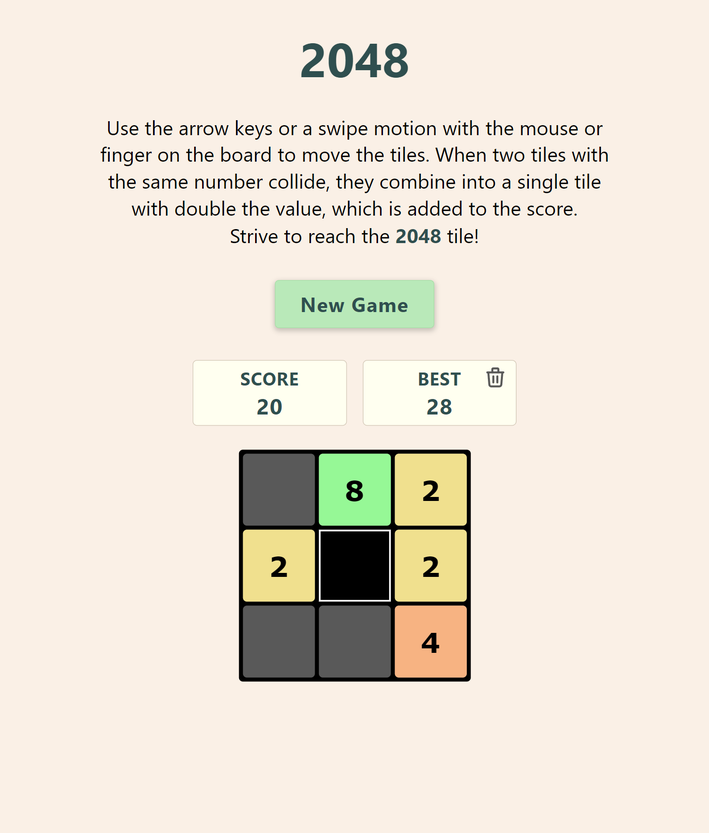 2048
Use the arrow keys or a swipe motion with the mouse or
finger on the board to move the tiles. When two tiles with
the same number collide, they combine into a single tile
with double the value, which is added to the score.
Strive to reach the 2048 tile!
New Game
SCORE
20
BEST
28
8 2
2 2
4